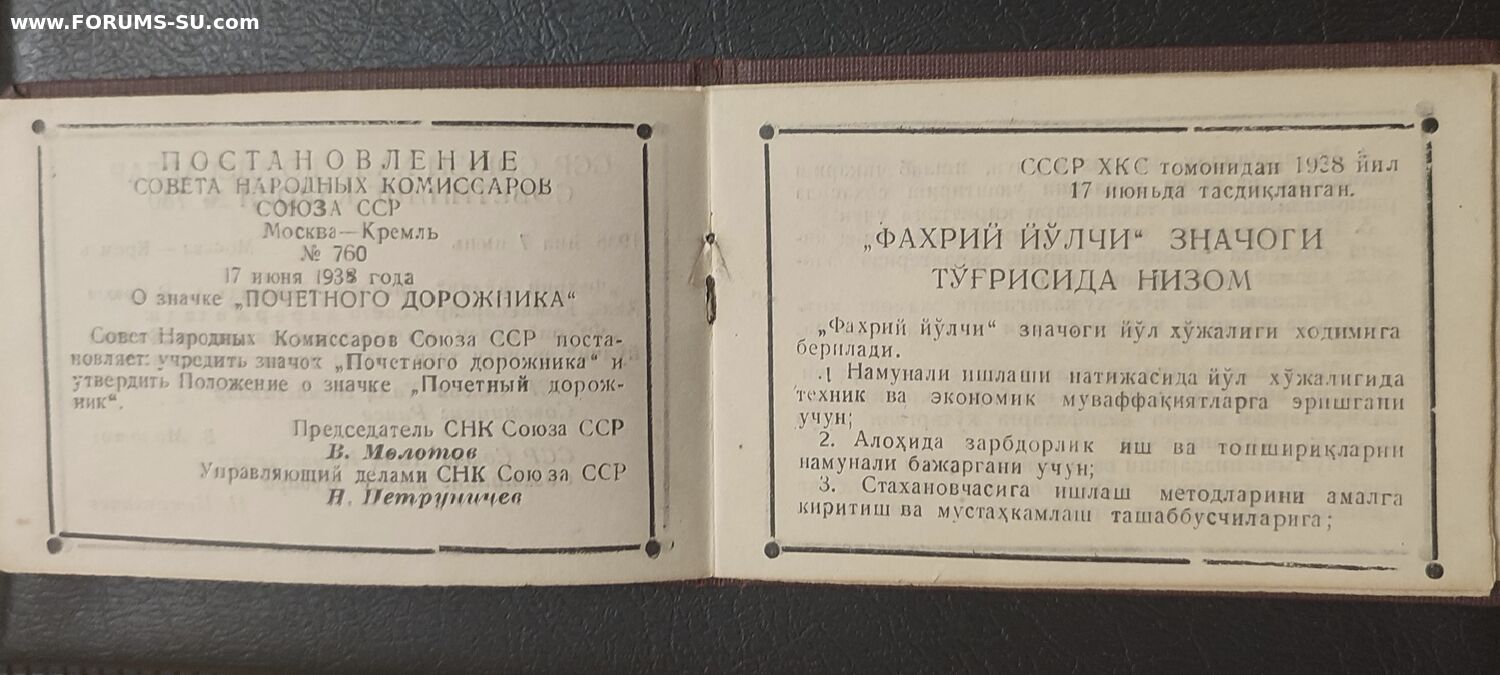 www.FORUMS-SU.com
ПОСТАНОВЛЕНИЕ
СОВЕТА НАРОДНЫХ КОМИССАРОВ
СОЮЗА ССР
Москва—Кремль
№ 760
17 июня 1938 года
О значке „ПОЧЕТНОГО ДОРОЖНИКА“
Совет Народных Комиссаров Союза ССР поста-
новляет: учредить значок „Почетного дорожника“ и
утвердить Положение о значке „Почетный дорож-
ник“.
Председатель СНК Союза ССР
В. Молотов
Управляющий делами СНК Союза ССР
Н. Петруничев
СССР ХКС томонидан 1938 йил
17 июньда тасдиқланган.
„ФАХРИЙ ЙЎЛЧИ“ ЗНАЧОГИ
ТЎҒРИСИДА НИЗОМ
„Фахрий йўлчи“ значоги йўл хўжалиги ходимига
берилади.
.1 Намунали ишлаши натижасида йўл хўжалигида
техник ва экономик муваффақиятларга эришгани
учун;
2. Алоҳида зарбдорлик иш ва топшириқларни
намунали бажаргани учун;
3. Стахановчасига ишлаш методларини амалга
киритиш ва мустаҳкамлаш ташаббусчиларига;